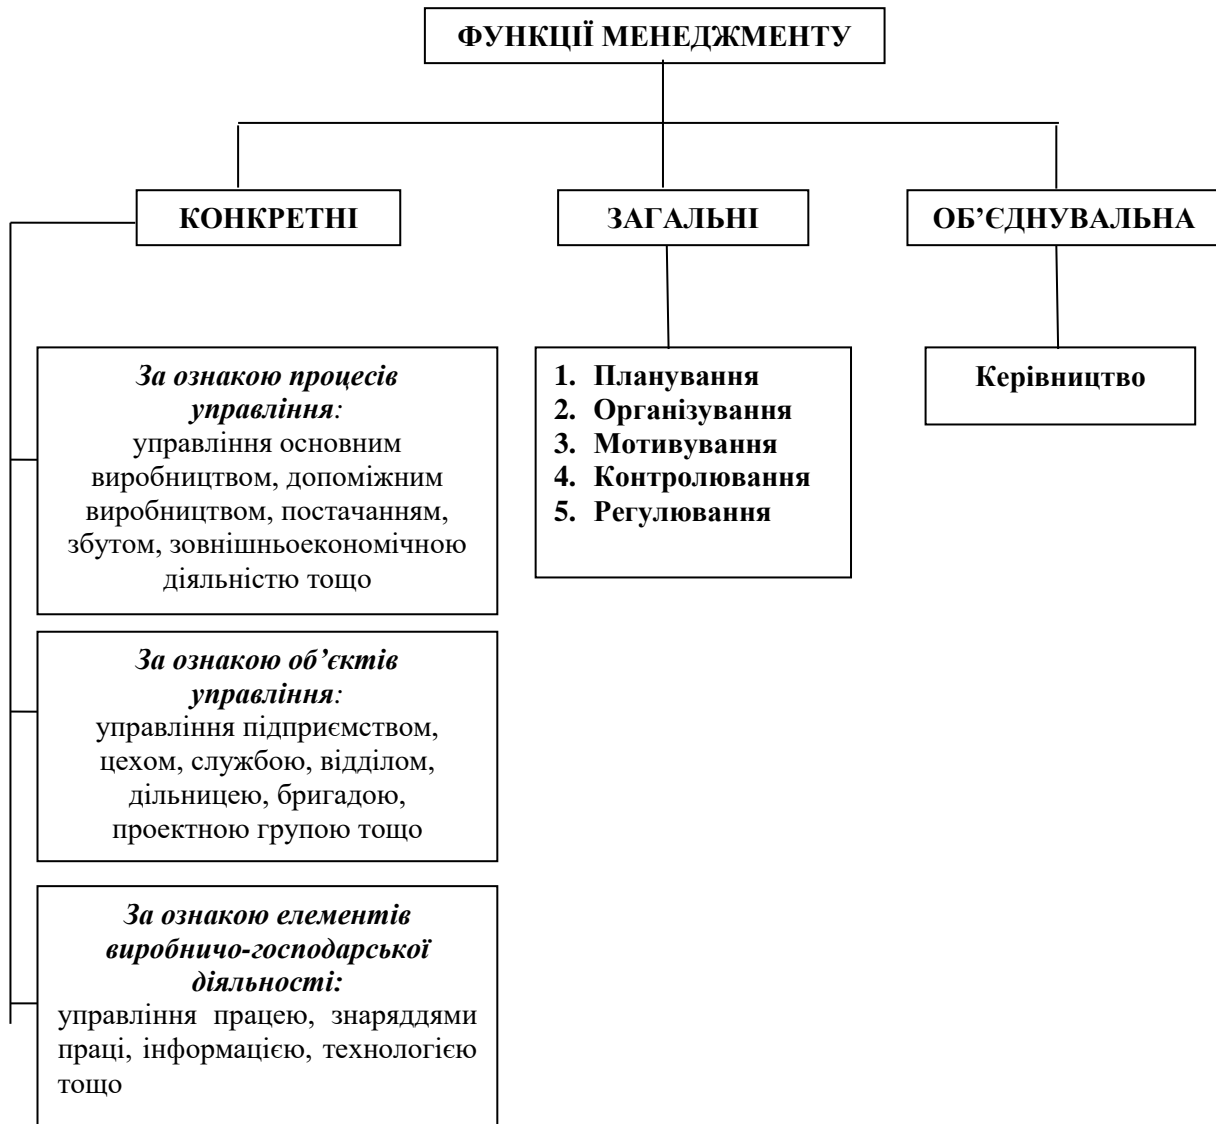 ФУНКЦІЇ МЕНЕДЖМЕНТУ
КОНКРЕТНІ
ЗАГАЛЬНІ
ОБ’ЄДНУВАЛЬНА
За ознакою процесів
управління:
управління основним
виробництвом, допоміжним
виробництвом, постачанням,
збутом, зовнішньоекономічною
діяльністю тощо
1. Планування
2. Організування
3. Мотивування
4. Контролювання
5. Регулювання
Керівництво
За ознакою об’єктів
управління:
управління підприємством,
цехом, службою, відділом,
дільницею, бригадою,
проектною групою тощо
За ознакою елементів
виробничо-господарської
діяльності:
управління працею, знаряддями
праці, інформацією, технологією
тощо